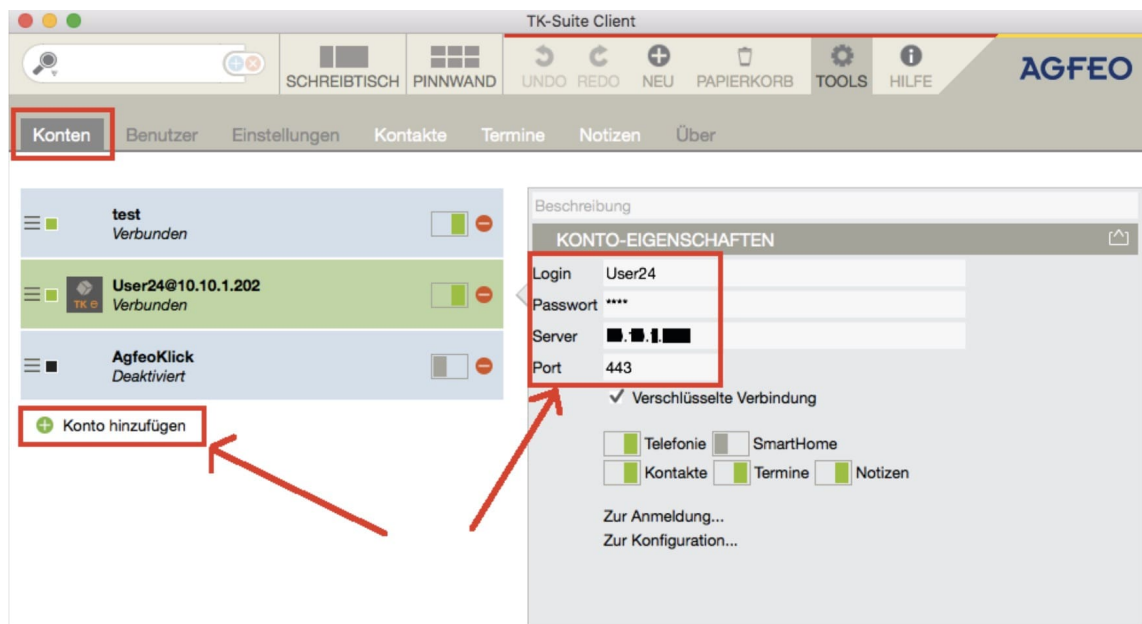 TK-Suite Client
SCHREIBTISCH PINNWAND UNDO REDO NEU PAPIERKORB TOOLS HILFE AGFEO
Konten Benutzer Einstellungen Kontakte Termine Notizen Über
test
Verbunden
User24@10.10.1.202
TK e
Verbunden
AgfeoKlick
Deaktiviert
Konto hinzufügen
Beschreibung
KONTO-EIGENSCHAFTEN
Login User24
Passwort ****
Server
Port 443
Verschlüsselte Verbindung
Telefonie SmartHome
Kontakte Termine Notizen
Zur Anmeldung...
Zur Konfiguration...